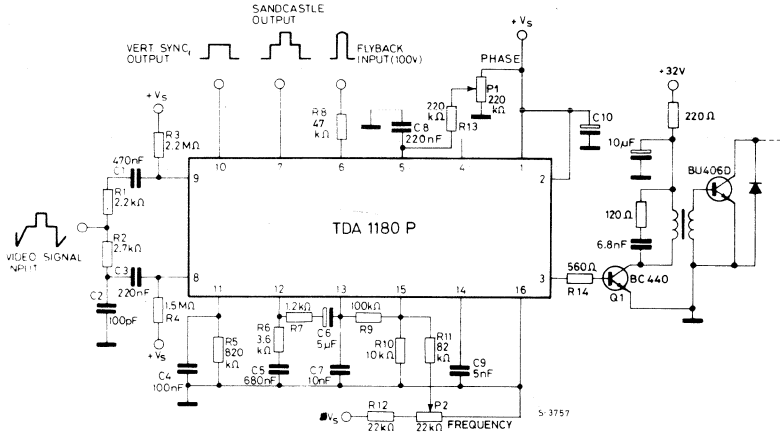 SANDCASTLE
OUTPUT
VERT SYNC,
OUTPUT
FLYBACK
INPUT (100V)
+ Vs
PHASE
P1
220
kΩ
220
kΩ
R13
C8
220nF
R8
47
kΩ
C10
+32V
220Ω
10µF
BU406D
120Ω
6.8nF
BC440
Q1
560Ω
R14
+Vs
R3
2.2MΩ
470nF
C1
R1
2.2kΩ
R2
2.7kΩ
C3
220nF
C2
100pF
VIDEO SIGNAL
INPUT
1.5MΩ
R4
+Vs
10 7 6 5 4 1
9
2
TDA 1180 P
8
3
11 12 13 15 14 16
R5
820
kΩ
C4
100nF
R6
3.6
kΩ
C5
680nF
1.2kΩ
R7
C6
5µF
C7
10nF
100kΩ
R9
R10
10kΩ
R11
82
kΩ
C9
5nF
Vs
R12
22kΩ
P2
22kΩ
FREQUENCY
S-3757